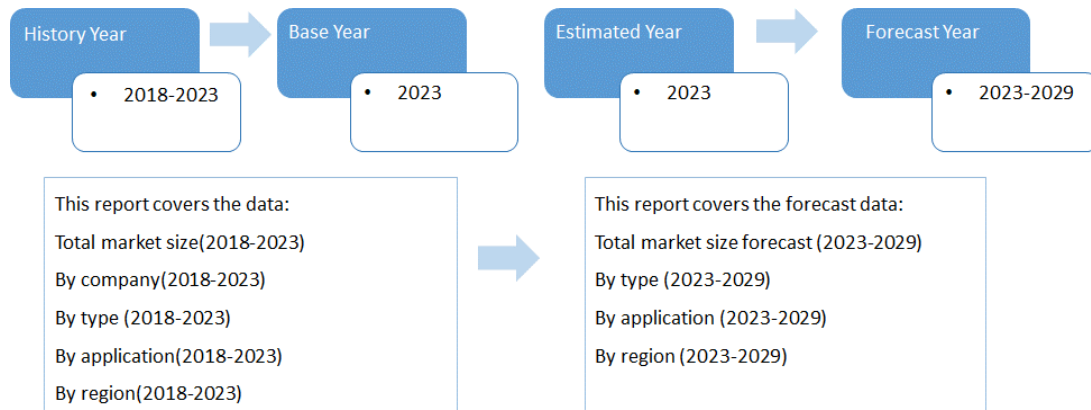 History Year
Base Year
Estimated Year
Forecast Year
• 2018-2023
• 2023
• 2023
• 2023-2029
This report covers the data:
Total market size(2018-2023)
By company(2018-2023)
By type (2018-2023)
By application(2018-2023)
By region(2018-2023)
This report covers the forecast data:
Total market size forecast (2023-2029)
By type (2023-2029)
By application (2023-2029)
By region (2023-2029)